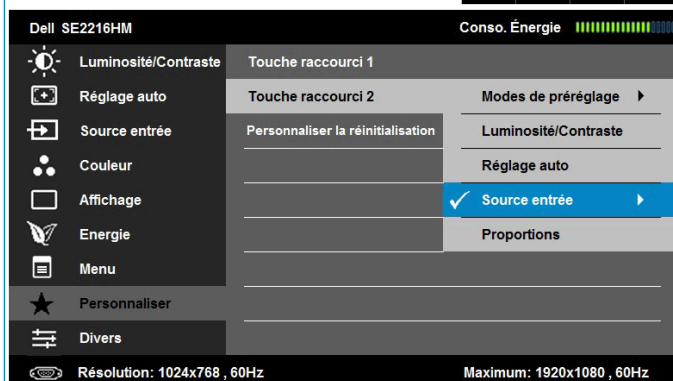 Dell SE2216HM Conso. Énergie
Luminosité/Contraste Touche raccourci 1
Réglage auto Touche raccourci 2 Modes de préréglage
Source entrée Personnaliser la réinitialisation Luminosité/Contraste
Couleur Réglage auto
Affichage Source entrée
Energie Proportions
Menu
Personnaliser
Divers
Résolution: 1024x768 , 60Hz Maximum: 1920x1080 , 60Hz